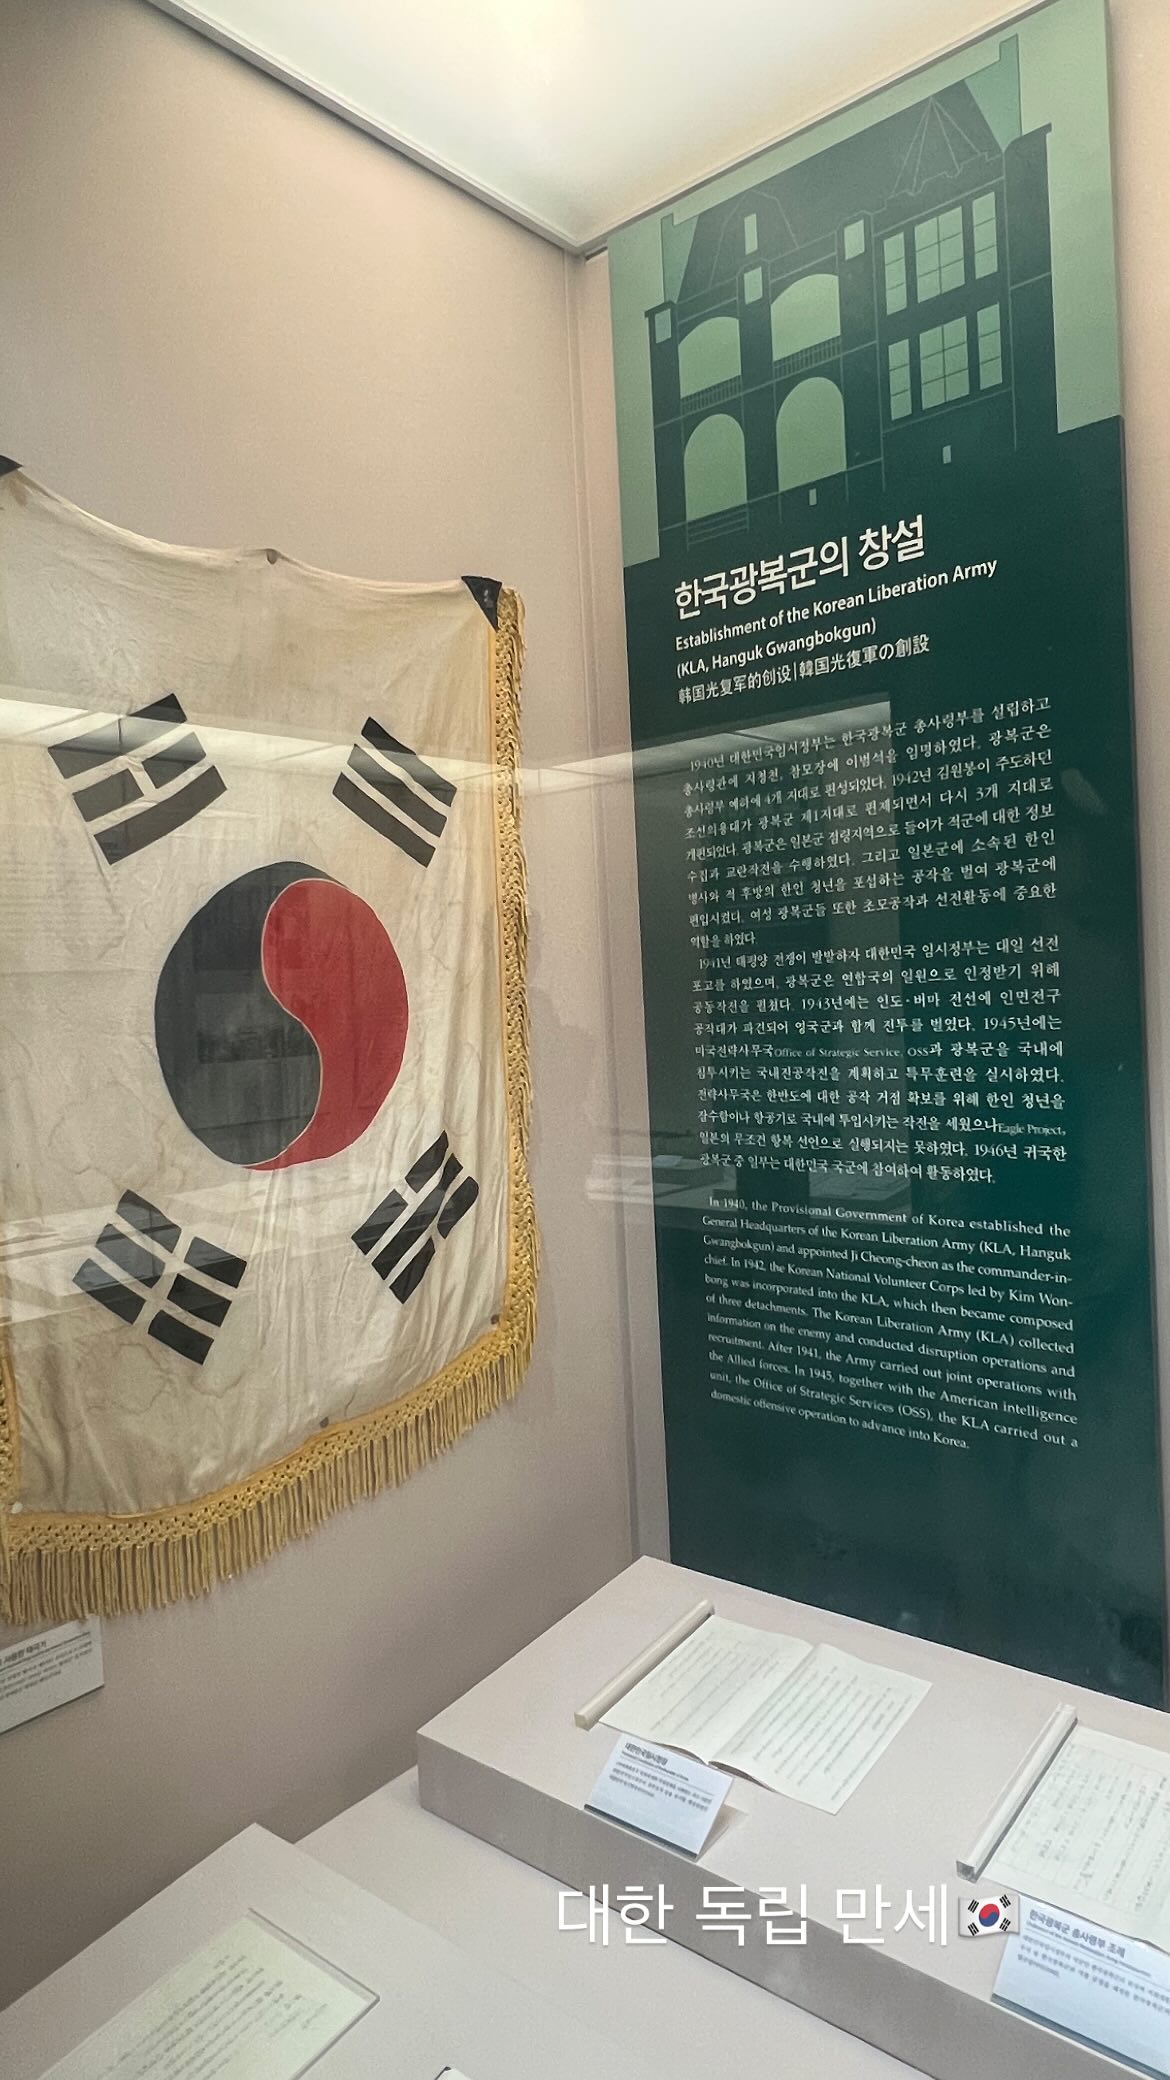 한국광복군의 창설
Establishment of the Korean Liberation Army
(KLA, Hanguk Gwangbokgun)
韩国光复军的创设|韓国光復軍の創設
1940년 대한민국임시정부는 한국광복군 총사령부를 설립하고
총사령관에 지청천, 참모장에 이범석을 임명하였다. 광복군은
총사령부 예하에 4개 지대로 편성되었다. 1942년 김원봉이 주도하던
조선의용대가 광복군 제1지대로 편제되면서 다시 3개 지대로
개편되었다. 광복군은 일본군 점령지역으로 들어가 적군에 대한 정보
수집과 교란작전을 수행하였다. 그리고 일본군에 소속된 한인
병사와 적 후방의 한인 청년을 포섭하는 공작을 벌여 광복군에
편입시켰다. 여성 광복군들 또한 초모공작과 선전활동에 중요한
역할을 하였다.
1941년 태평양 전쟁이 발발하자 대한민국 임시정부는 대일 선전
포고를 하였으며, 광복군은 연합국의 일원으로 인정받기 위해
공동작전을 펼쳤다. 1943년에는 인도·버마 전선에 인면전구
공작대가 파견되어 영국군과 함께 전투를 벌였다. 1945년에는
미국전략사무국Office of Strategic Service, OSS과 광복군을 국내에
침투시키는 국내진공작전을 계획하고 특무훈련을 실시하였다.
전략사무국은 한반도에 대한 공작 거점 확보를 위해 한인 청년을
잠수함이나 항공기로 국내에 투입시키는 작전을 세웠으나Eagle Project,
일본의 무조건 항복 선언으로 실행되지는 못하였다. 1946년 귀국한
광복군 중 일부는 대한민국 국군에 참여하여 활동하였다.
In 1940, the Provisional Government of Korea established the
General Headquarters of the Korean Liberation Army (KLA, Hanguk
Gwangbokgun) and appointed Ji Cheong-cheon as the commander-in-
chief. In 1942, the Korean National Volunteer Corps led by Kim Won-
bong was incorporated into the KLA, which then became composed
of three detachments. The Korean Liberation Army (KLA) collected
information on the enemy and conducted disruption operations and
recruitment. After 1941, the Army carried out joint operations with
the Allied forces. In 1945, together with the American intelligence
unit, the Office of Strategic Services (OSS), the KLA carried out a
domestic offensive operation to advance into Korea.
사용한 태극기
대한민국임시헌장
대한 독립 만세🇰🇷
한국광복군 총사령부 조례